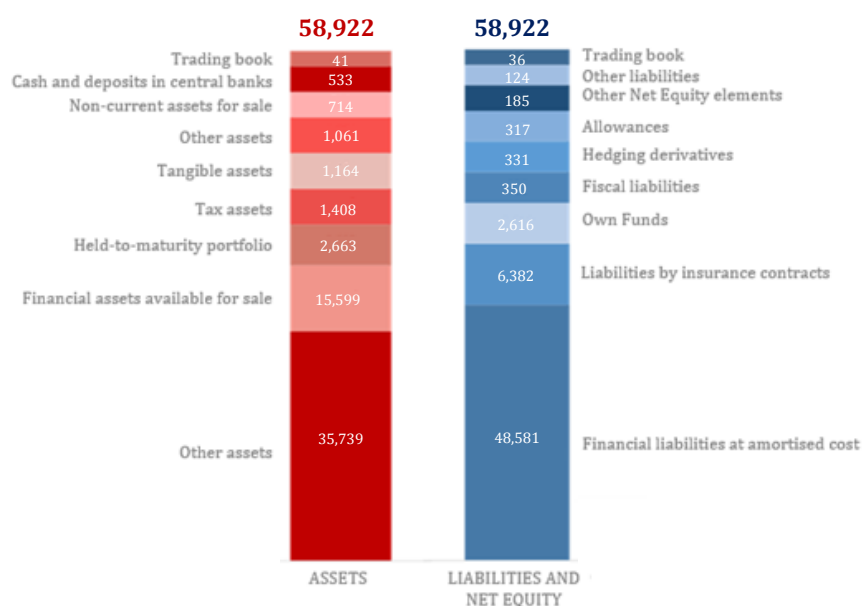 58,922
58,922
Trading book 41
Cash and deposits in central banks 533
Non-current assets for sale 714
Other assets 1,061
Tangible assets 1,164
Tax assets 1,408
Held-to-maturity portfolio 2,663
Financial assets available for sale 15,599
Other assets 35,739
ASSETS
36 Trading book
124 Other liabilities
185 Other Net Equity elements
317 Allowances
331 Hedging derivatives
350 Fiscal liabilities
2,616 Own Funds
6,382 Liabilities by insurance contracts
48,581 Financial liabilities at amortised cost
LIABILITIES AND
NET EQUITY